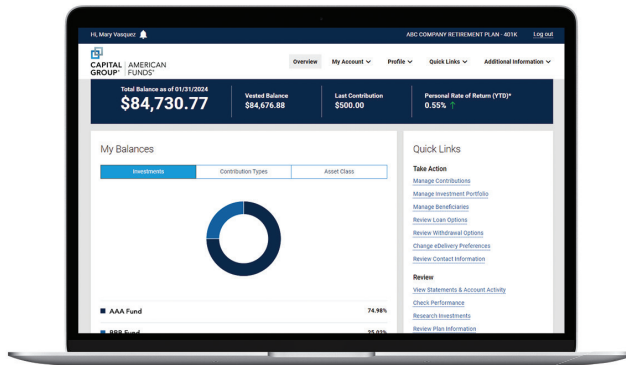 Hi, Mary Vasquez
ABC COMPANY RETIREMENT PLAN - 401K Log out
CAPITAL GROUP® | AMERICAN FUNDS®
Overview My Account Profile Quick Links Additional Information
Total Balance as of 01/31/2024
$84,730.77
Vested Balance
$84,676.88
Last Contribution
$500.00
Personal Rate of Return (YTD)*
0.55% ↑
My Balances
Investments Contribution Types Asset Class
AAA Fund 74.98%
BBB Fund 25.02%
Quick Links
Take Action
Manage Contributions
Manage Investment Portfolio
Manage Beneficiaries
Review Loan Options
Review Withdrawal Options
Change eDelivery Preferences
Review Contact Information
Review
View Statements & Account Activity
Check Performance
Research Investments
Review Plan Information